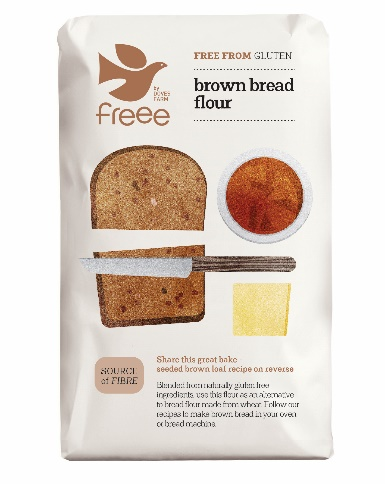 FREE FROM GLUTEN
brown bread
flour
by
DOVES
FARM
freee
SOURCE
of FIBRE
Share this great bake
seeded brown loaf recipe on reverse
Blended from naturally gluten free
ingredients, use this flour as an alternative
to bread flour made from wheat. Follow our
recipes to make brown bread in your oven
or bread machine.